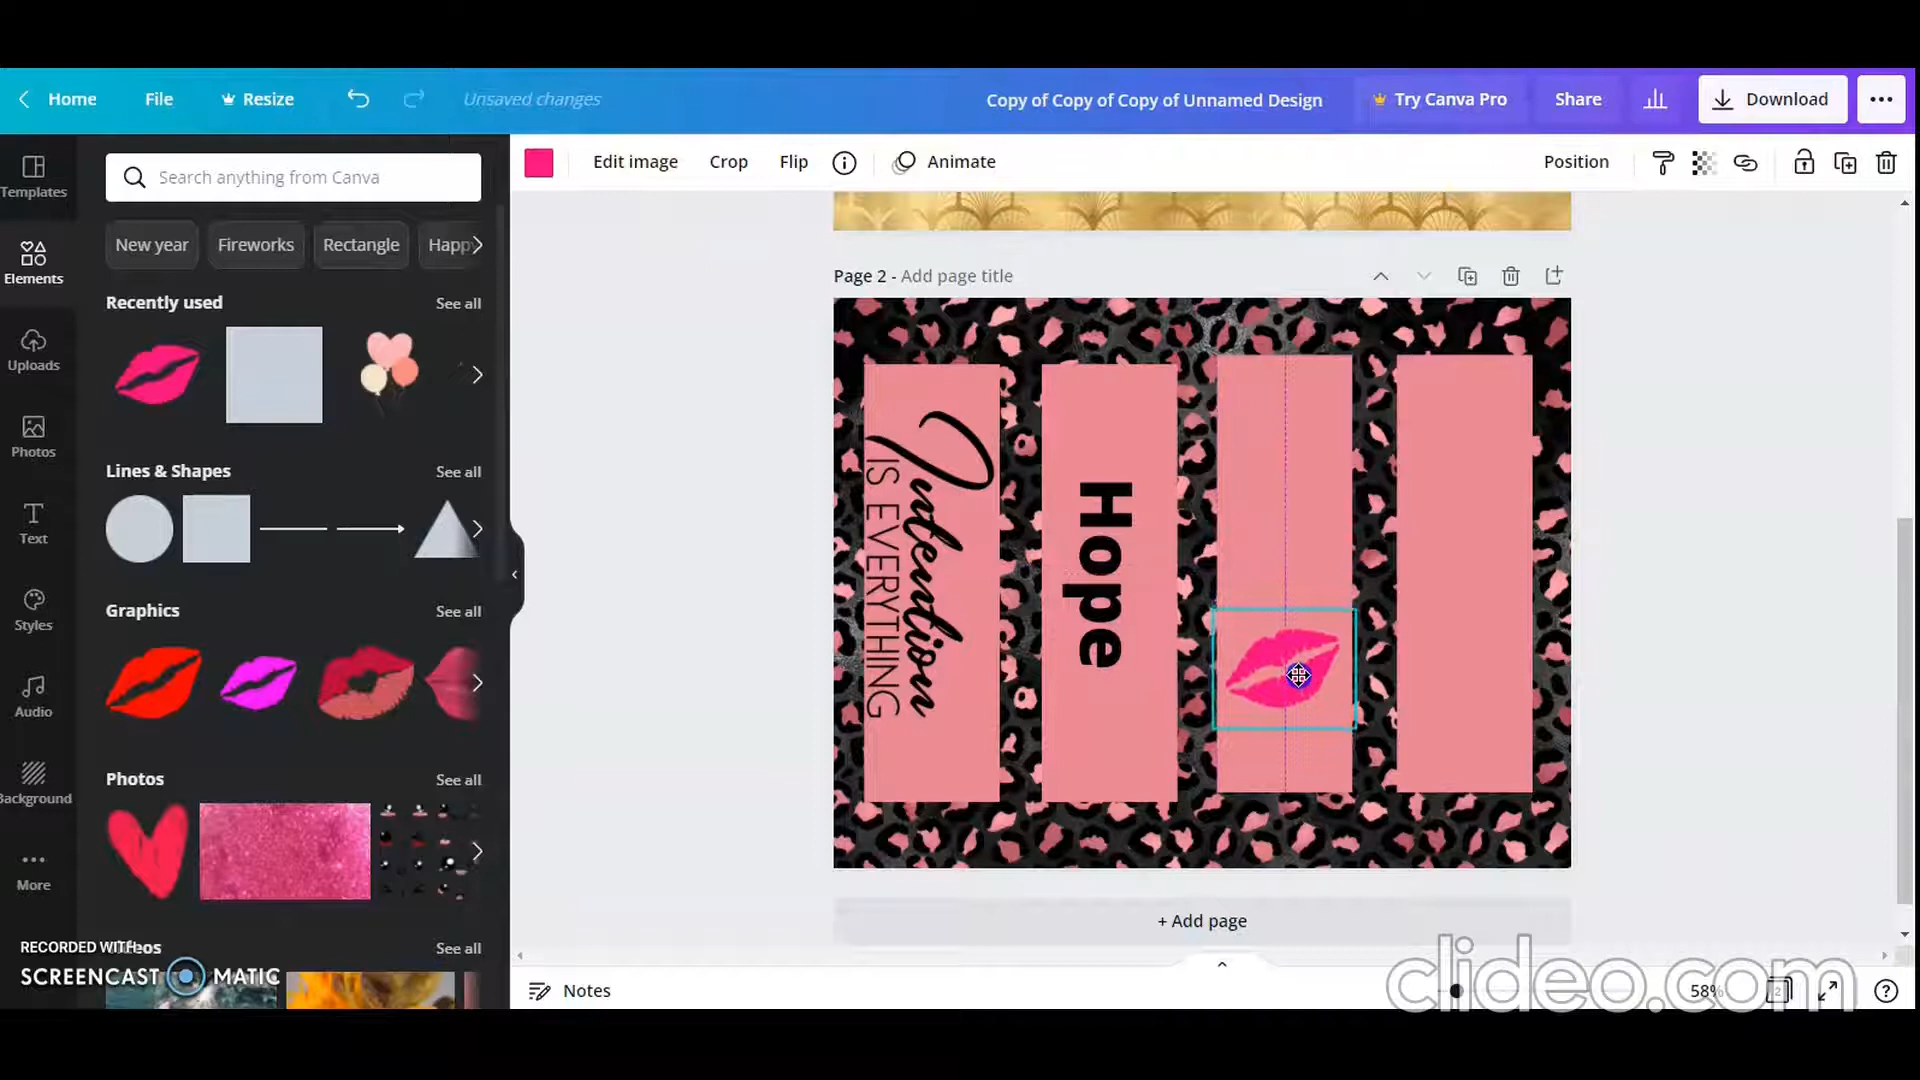 Home
File
Resize
Unsaved changes
Copy of Copy of Copy of Unnamed Design
Try Canva Pro
Share
Download
Templates
Elements
Uploads
Photos
Text
Styles
Audio
Background
More
Search anything from Canva
New year
Fireworks
Rectangle
Happy
Recently used
See all
Lines & Shapes
See all
Graphics
See all
Photos
See all
See all
RECORDED WITH
SCREENCAST MATIC
Edit image
Crop
Flip
Animate
Position
Page 2 - Add page title
Intention
IS EVERYTHING
Hope
+ Add page
Notes
58%
2
clideo.com